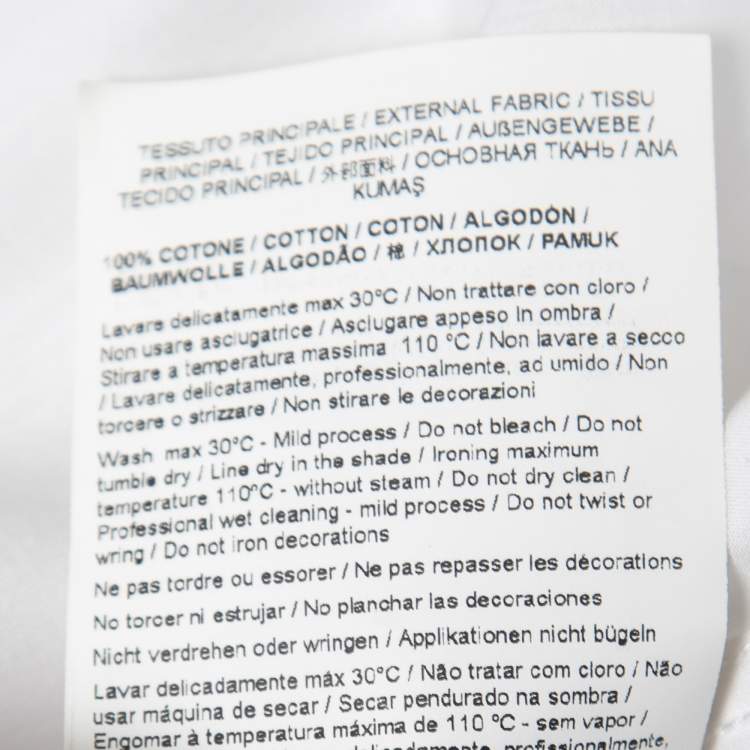 TESSUTO PRINCIPALE / EXTERNAL FABRIC / TISSU
PRINCIPAL / TEJIDO PRINCIPAL / AUßENGEWEBE /
TECIDO PRINCIPAL / 外部面料 / ОСНОВНАЯ ТКАНЬ / ANA
KUMAŞ
100% COTONE / COTTON / COTON / ALGODÓN /
BAUMWOLLE / ALGODÃO / 棉 / ХЛОПОК / PAMUK
Lavare delicatamente max 30°C / Non trattare con cloro /
Non usare asciugatrice / Asciugare appeso in ombra /
Stirare a temperatura massima 110 °C / Non lavare a secco
/ Lavare delicatamente, professionalmente, ad umido / Non
torcere o strizzare / Non stirare le decorazioni
Wash max 30°C - Mild process / Do not bleach / Do not
tumble dry / Line dry in the shade / Ironing maximum
temperature 110°C - without steam / Do not dry clean /
Professional wet cleaning - mild process / Do not twist or
wring / Do not iron decorations
Ne pas tordre ou essorer / Ne pas repasser les décorations
No torcer ni estrujar / No planchar las decoraciones
Nicht verdrehen oder wringen / Applikationen nicht bügeln
Lavar delicadamente máx 30°C / Não tratar com cloro / Não
usar máquina de secar / Secar pendurado na sombra /
Engomar à temperatura máxima de 110 °C - sem vapor /
delicadamente, profissionalmente,